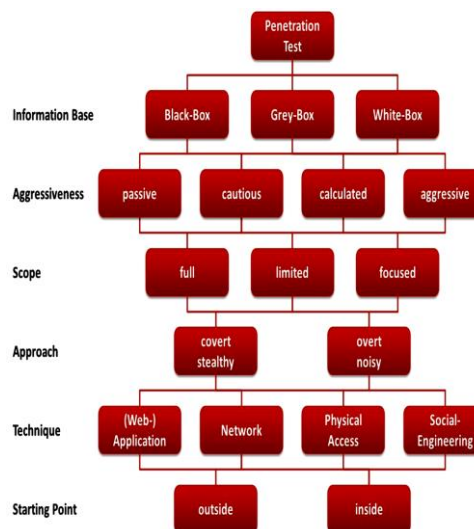 Penetration
Test
Information Base
Black-Box
Grey-Box
White-Box
Aggressiveness
passive
cautious
calculated
aggressive
Scope
full
limited
focused
Approach
covert
stealthy
overt
noisy
Technique
(Web-)
Application
Network
Physical
Access
Social-
Engineering
Starting Point
outside
inside